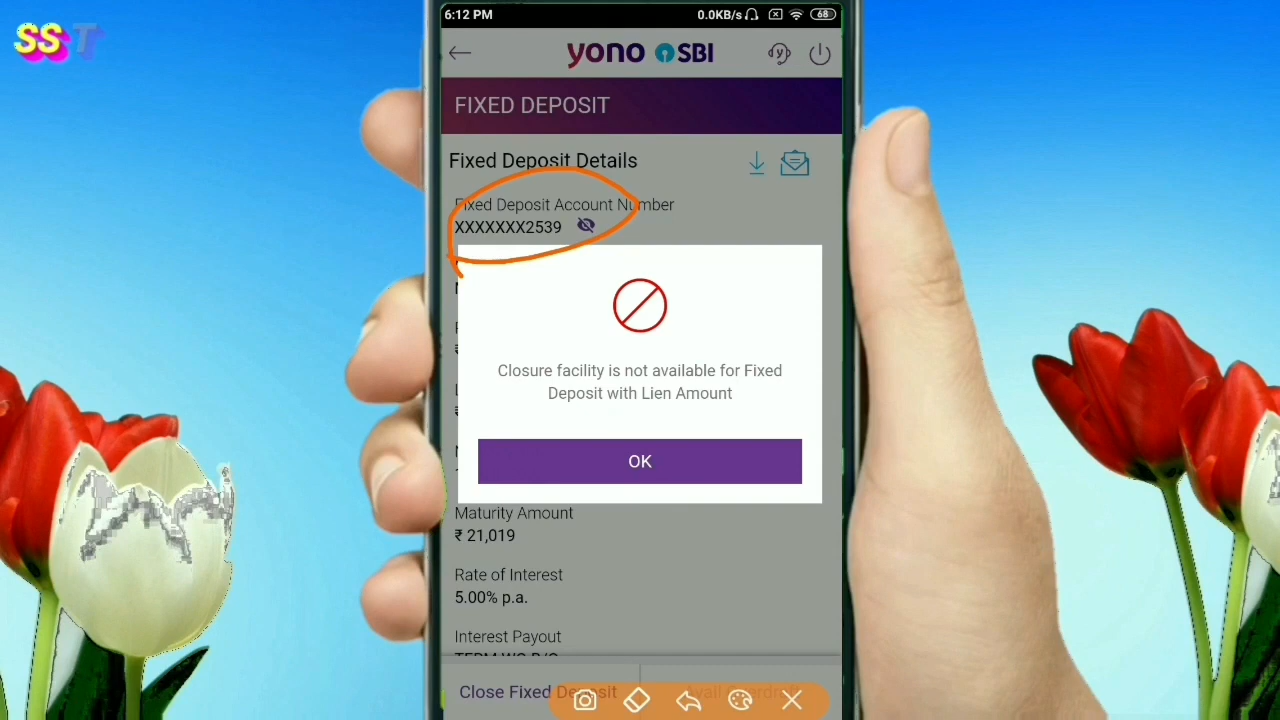 SST
6:12 PM
0.0KB/s
68
yono SBI
FIXED DEPOSIT
Fixed Deposit Details
Fixed Deposit Account Number
XXXXXXX2539
Closure facility is not available for Fixed
Deposit with Lien Amount
OK
Maturity Amount
₹ 21,019
Rate of Interest
5.00% p.a.
Interest Payout
Close Fixed Deposit